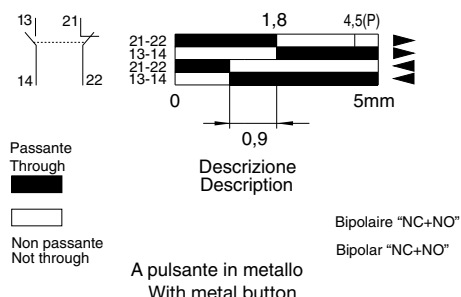 13 21
14 22
1,8 4,5(P)
21-22
13-14
21-22
13-14
0 5mm
0,9
Passante
Through
Non passante
Not through
Descrizione
Description
Bipolaire “NC+NO”
Bipolar “NC+NO”
A pulsante in metallo
With metal button